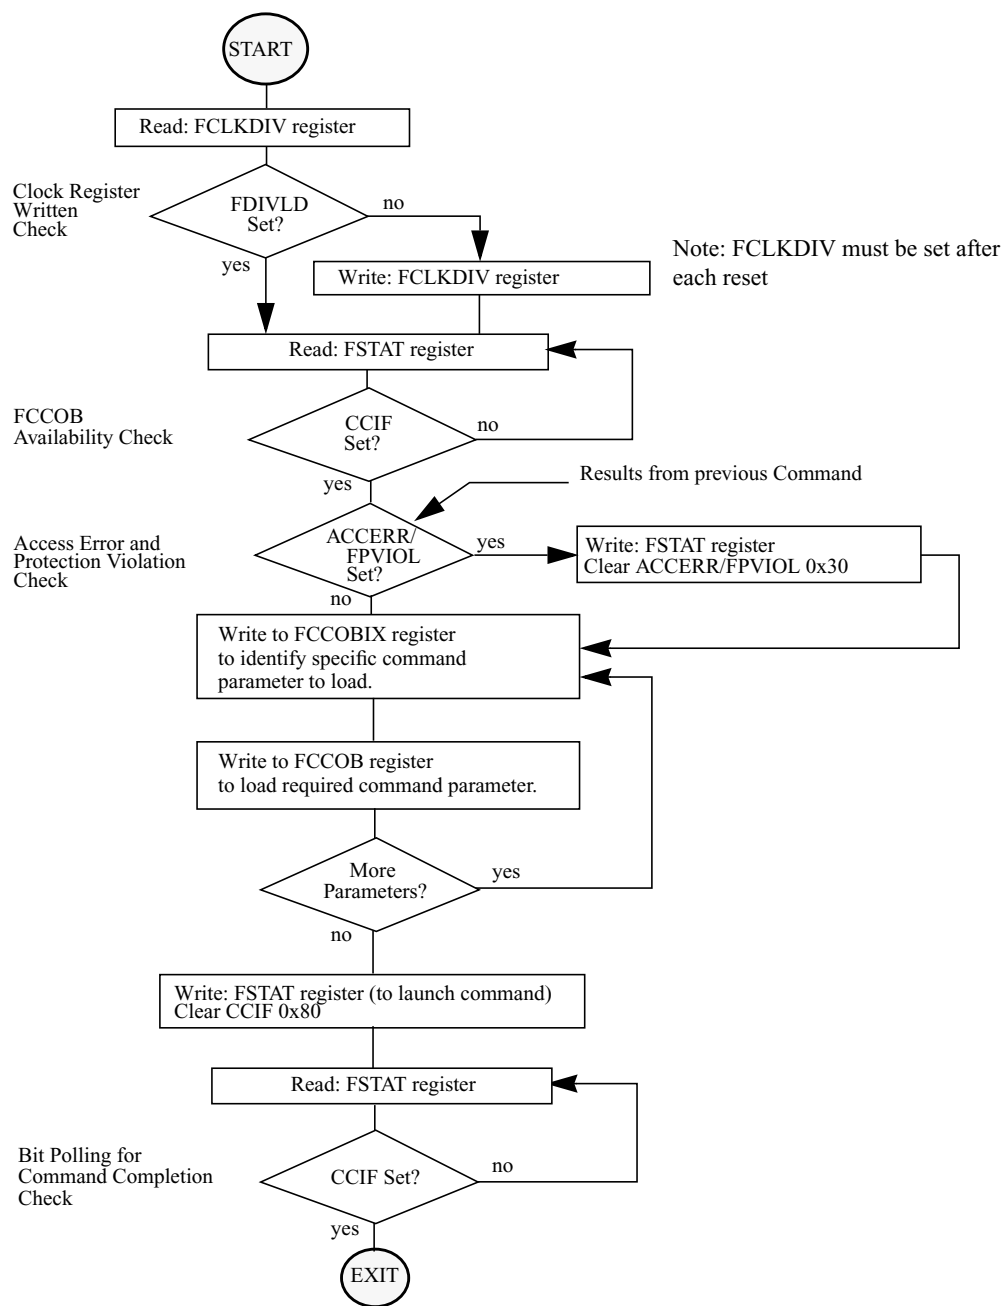 START
Read: FCLKDIV register
Clock Register
Written
Check
FDIVLD
Set?
no
yes
Note: FCLKDIV must be set after
each reset
Write: FCLKDIV register
Read: FSTAT register
FCCOB
Availability Check
CCIF
Set?
no
yes
Results from previous Command
Access Error and
Protection Violation
Check
ACCERR/
FPVIOL
Set?
yes
no
Write: FSTAT register
Clear ACCERR/FPVIOL 0x30
Write to FCCOBIX register
to identify specific command
parameter to load.
Write to FCCOB register
to load required command parameter.
More
Parameters?
yes
no
Write: FSTAT register (to launch command)
Clear CCIF 0x80
Read: FSTAT register
Bit Polling for
Command Completion
Check
CCIF Set?
no
yes
EXIT